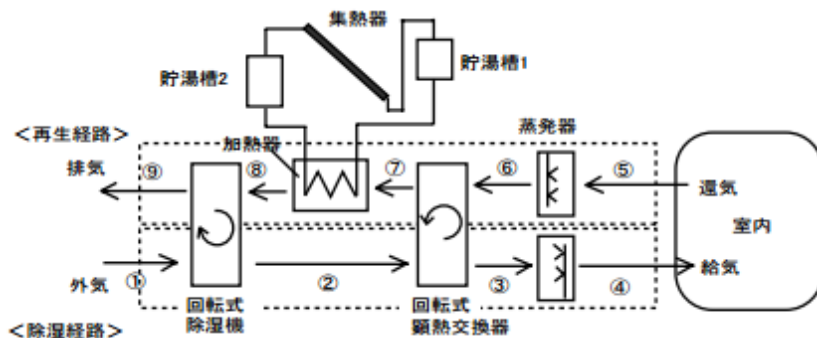 集熱器
貯湯槽2
貯湯槽1
<再生経路>
加熱器
蒸発器
排気
⑨
⑧
⑦
⑥
⑤
還気
室内
外気
①
②
③
④
給気
回転式
除湿機
回転式
顕熱交換器
<除湿経路>